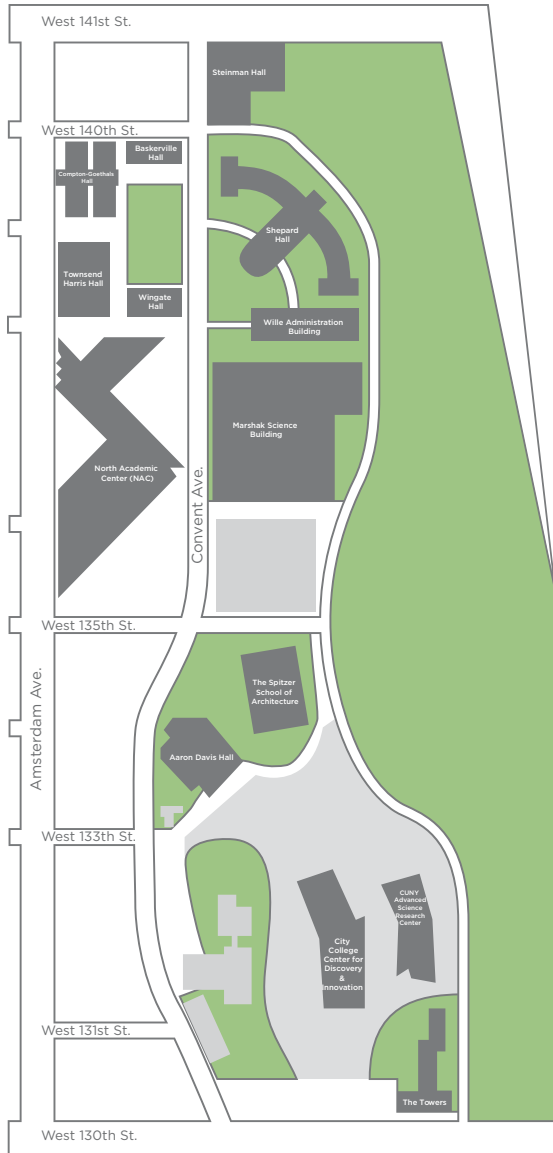 West 141st St.
Steinman Hall
West 140th St.
Baskerville
Hall
Compton-Goethals
Hall
Shepard
Hall
Townsend
Harris Hall
Wingate
Hall
Wille Administration
Building
Marshak Science
Building
North Academic
Center (NAC)
Convent Ave.
West 135th St.
Amsterdam Ave.
The Spitzer
School of
Architecture
Aaron Davis Hall
West 133th St.
CUNY
Advanced
Science
Research
Center
City
College
Center for
Discovery
&
Innovation
West 131st St.
The Towers
West 130th St.